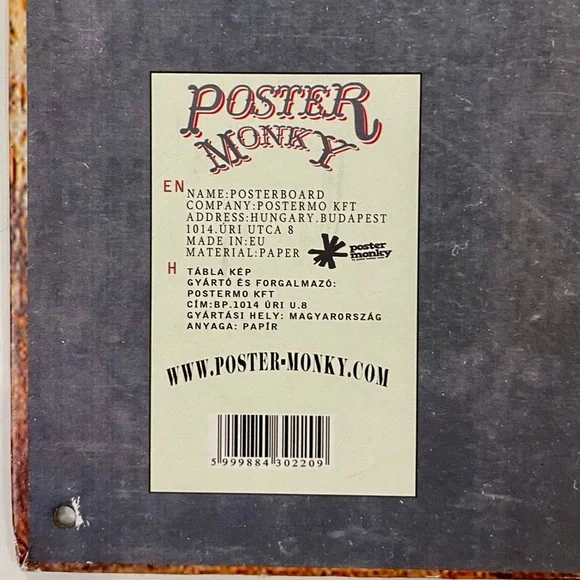 POSTER
MONKY
EN NAME:POSTERBOARD
COMPANY:POSTERMO KFT
ADDRESS:HUNGARY.BUDAPEST
1014.ÚRI UTCA 8
MADE IN:EU
MATERIAL:PAPER
poster
monky
H TÁBLA KÉP
GYÁRTÓ ÉS FORGALMAZÓ:
POSTERMO KFT
CÍM:BP.1014 ÚRI U.8
GYÁRTÁSI HELY: MAGYARORSZÁG
ANYAGA: PAPÍR
WWW.POSTER-MONKY.COM
5 999884 302209